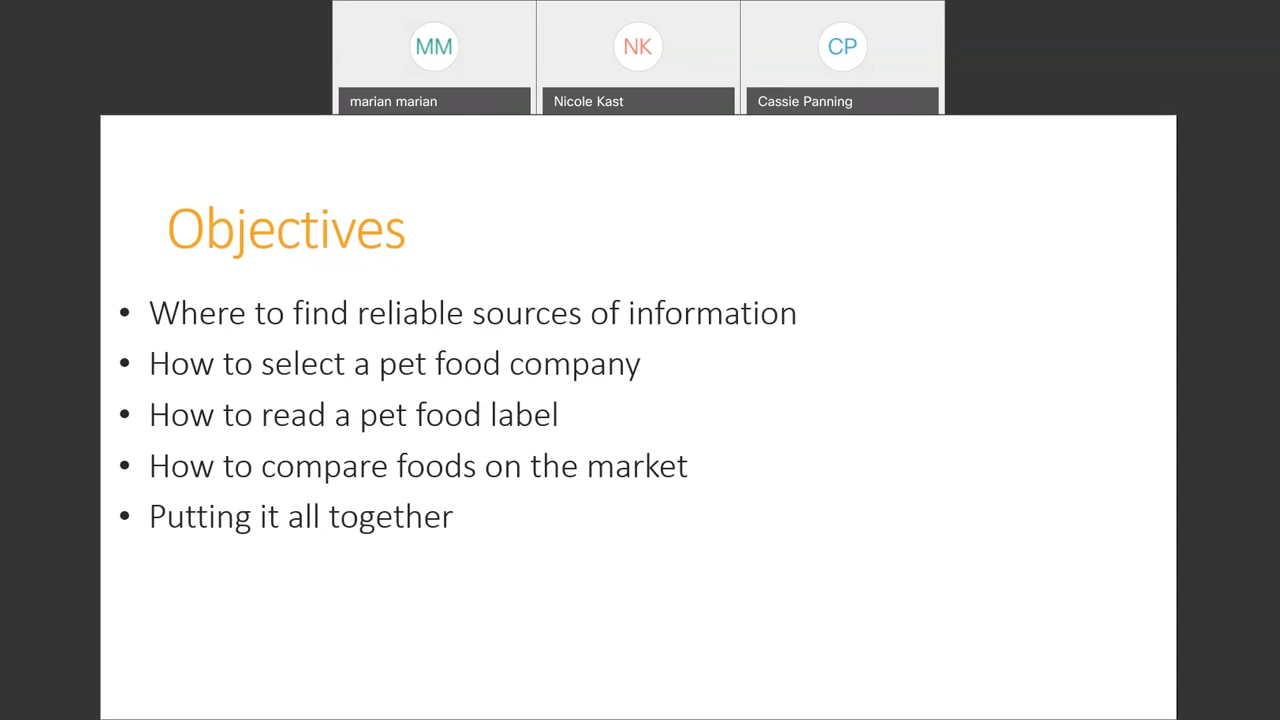 MM
NK
CP
marian marian
Nicole Kast
Cassie Panning
Objectives
• Where to find reliable sources of information
• How to select a pet food company
• How to read a pet food label
• How to compare foods on the market
• Putting it all together